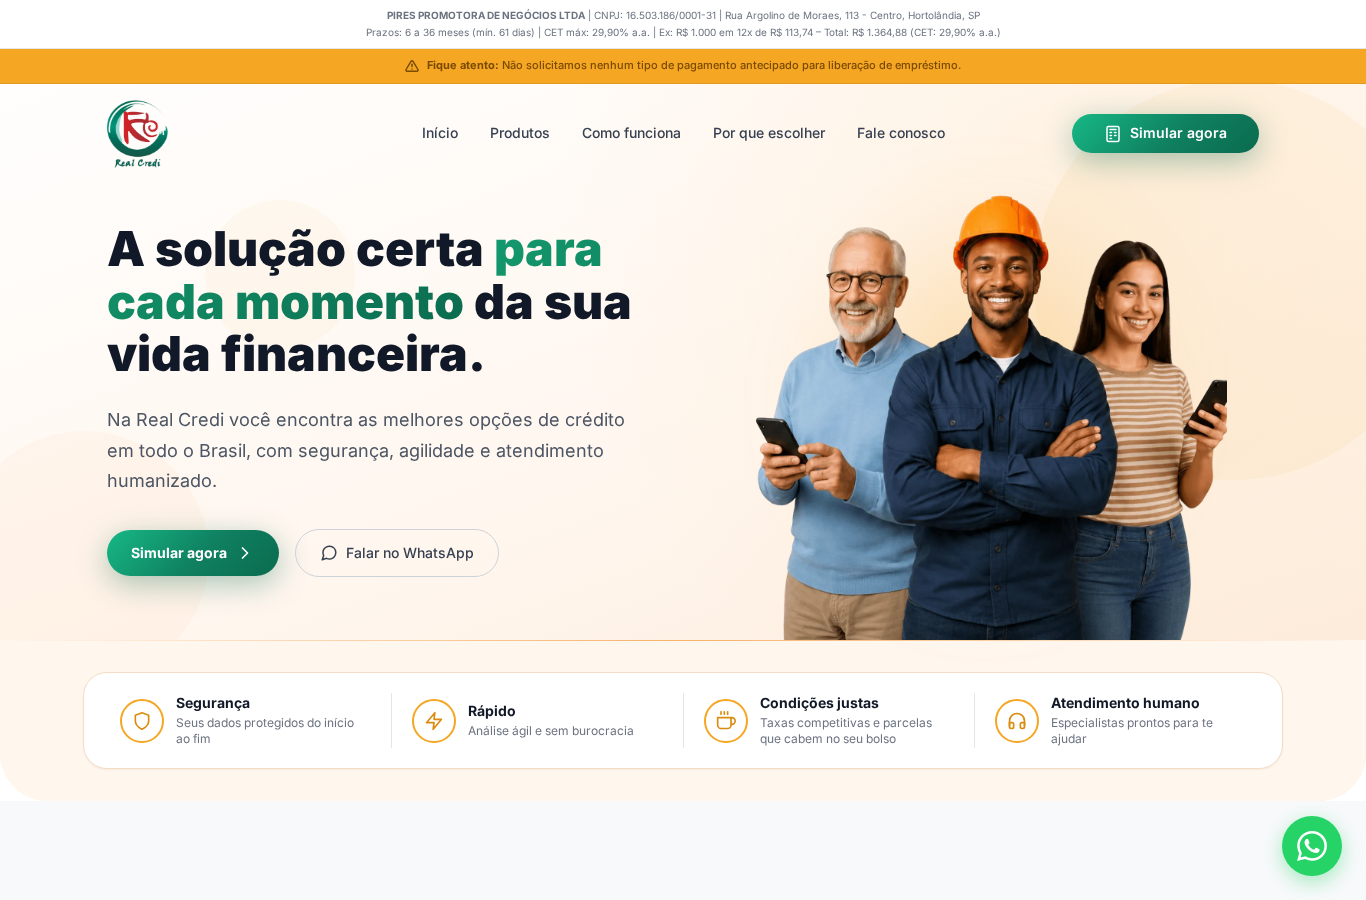 PIRES PROMOTORA DE NEGÓCIOS LTDA | CNPJ: 16.503.186/0001-31 | Rua Argolino de Moraes, 113 - Centro, Hortolândia, SP
Prazos: 6 a 36 meses (mín. 61 dias) | CET máx: 29,90% a.a. | Ex: R$ 1.000 em 12x de R$ 113,74 – Total: R$ 1.364,88 (CET: 29,90% a.a.)
Fique atento: Não solicitamos nenhum tipo de pagamento antecipado para liberação de empréstimo.
Real Credi
Início
Produtos
Como funciona
Por que escolher
Fale conosco
Simular agora
A solução certa para
cada momento da sua
vida financeira.
Na Real Credi você encontra as melhores opções de crédito
em todo o Brasil, com segurança, agilidade e atendimento
humanizado.
Simular agora
Falar no WhatsApp
Segurança
Seus dados protegidos do início
ao fim
Rápido
Análise ágil e sem burocracia
Condições justas
Taxas competitivas e parcelas
que cabem no seu bolso
Atendimento humano
Especialistas prontos para te
ajudar